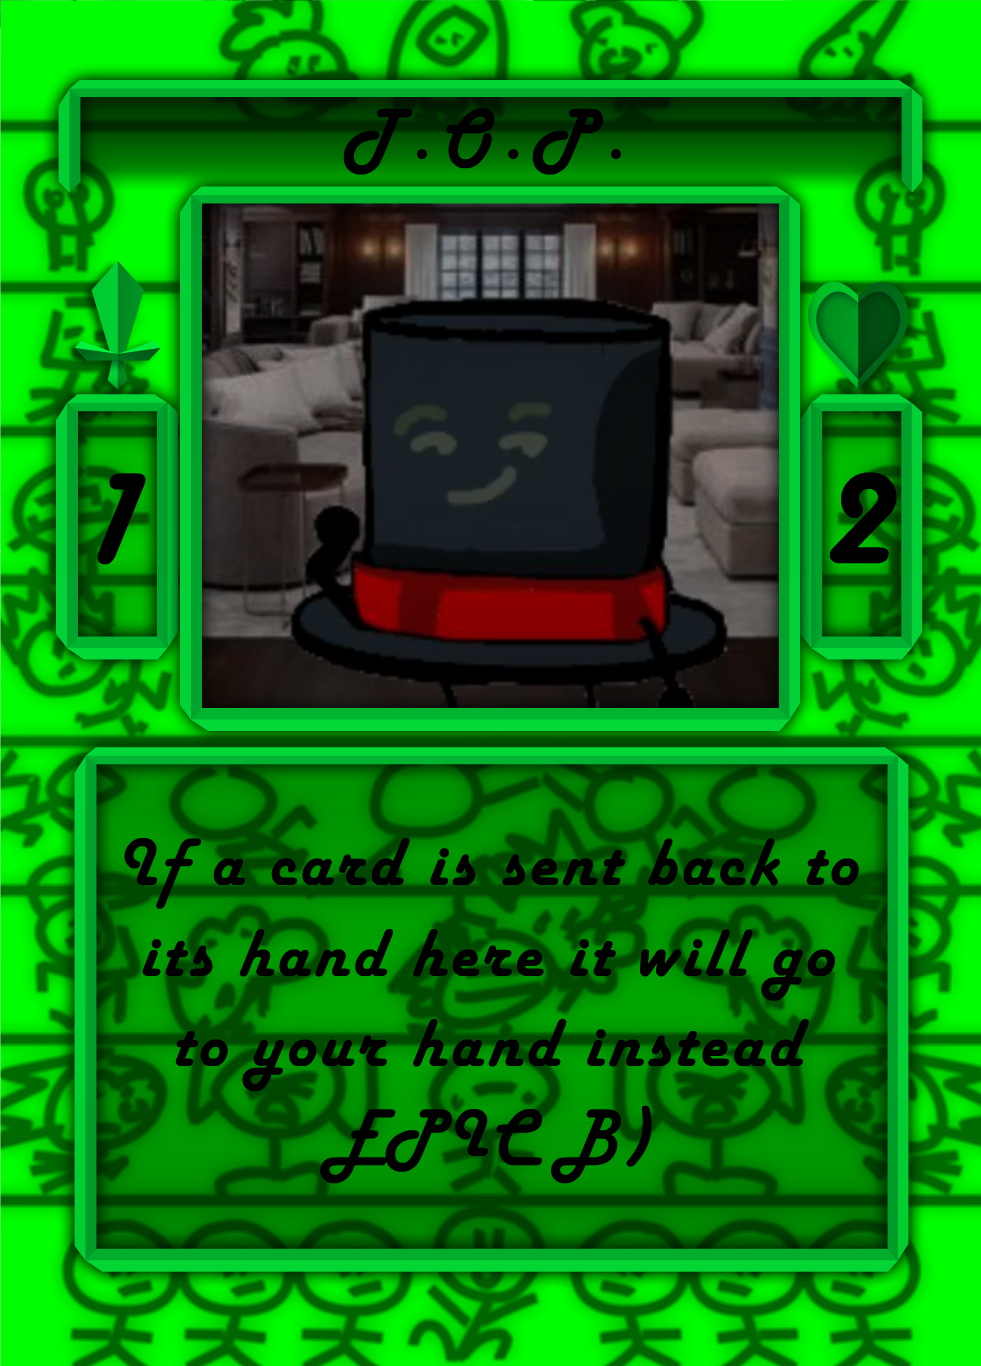 T.O.P.
1
2
If a card is sent back to
its hand here it will go
to your hand instead
EPIC B)